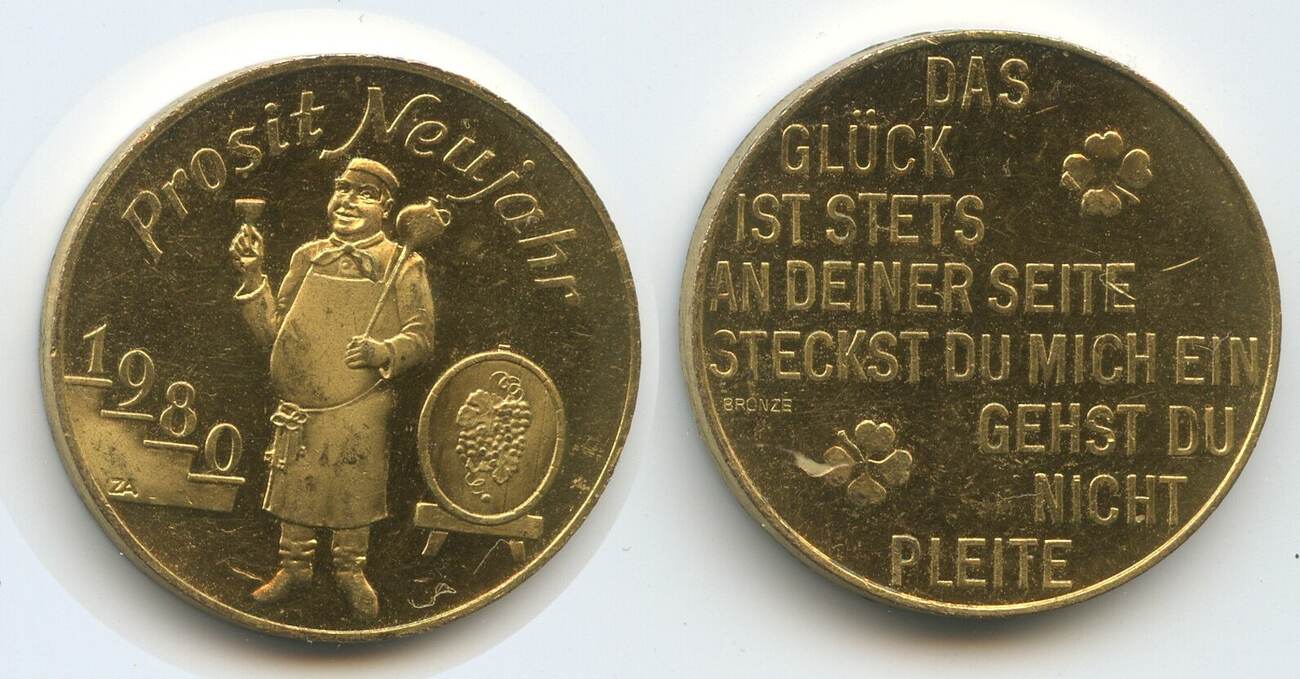 Prosit Neujahr
1980
ZA
DAS
GLÜCK
IST STETS
AN DEINER SEITE
STECKST DU MICH EIN
BRONZE
GEHST DU
NICHT
PLEITE